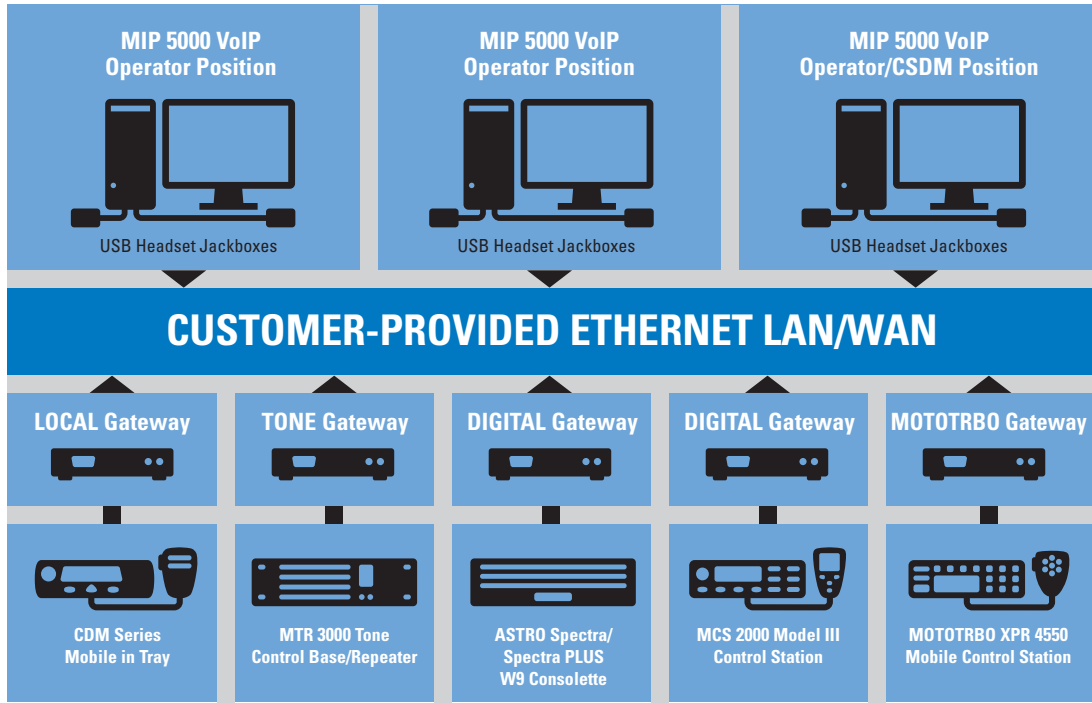 MIP 5000 VoIP
Operator Position
USB Headset Jackboxes
MIP 5000 VoIP
Operator Position
USB Headset Jackboxes
MIP 5000 VoIP
Operator/CSDM Position
USB Headset Jackboxes
CUSTOMER-PROVIDED ETHERNET LAN/WAN
LOCAL Gateway
TONE Gateway
DIGITAL Gateway
DIGITAL Gateway
MOTOTRBO Gateway
CDM Series
Mobile in Tray
MTR 3000 Tone
Control Base/Repeater
ASTRO Spectra/
Spectra PLUS
W9 Consolette
MCS 2000 Model III
Control Station
MOTOTRBO XPR 4550
Mobile Control Station